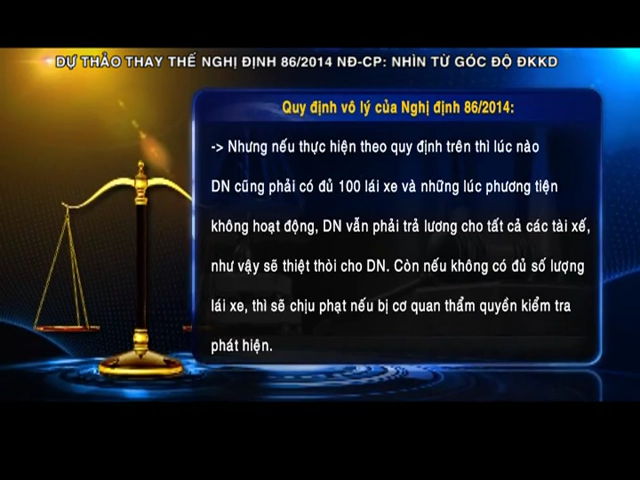 DỰ THẢO THAY THẾ NGHỊ ĐỊNH 86/2014 NĐ-CP: NHÌN TỪ GÓC ĐỘ ĐKKD
Quy định vô lý của Nghị định 86/2014:
-> Nhưng nếu thực hiện theo quy định trên thì lúc nào
DN cũng phải có đủ 100 lái xe và những lúc phương tiện
không hoạt động, DN vẫn phải trả lương cho tất cả các tài xế,
như vậy sẽ thiệt thòi cho DN. Còn nếu không có đủ số lượng
lái xe, thì sẽ chịu phạt nếu bị cơ quan thẩm quyền kiểm tra
phát hiện.